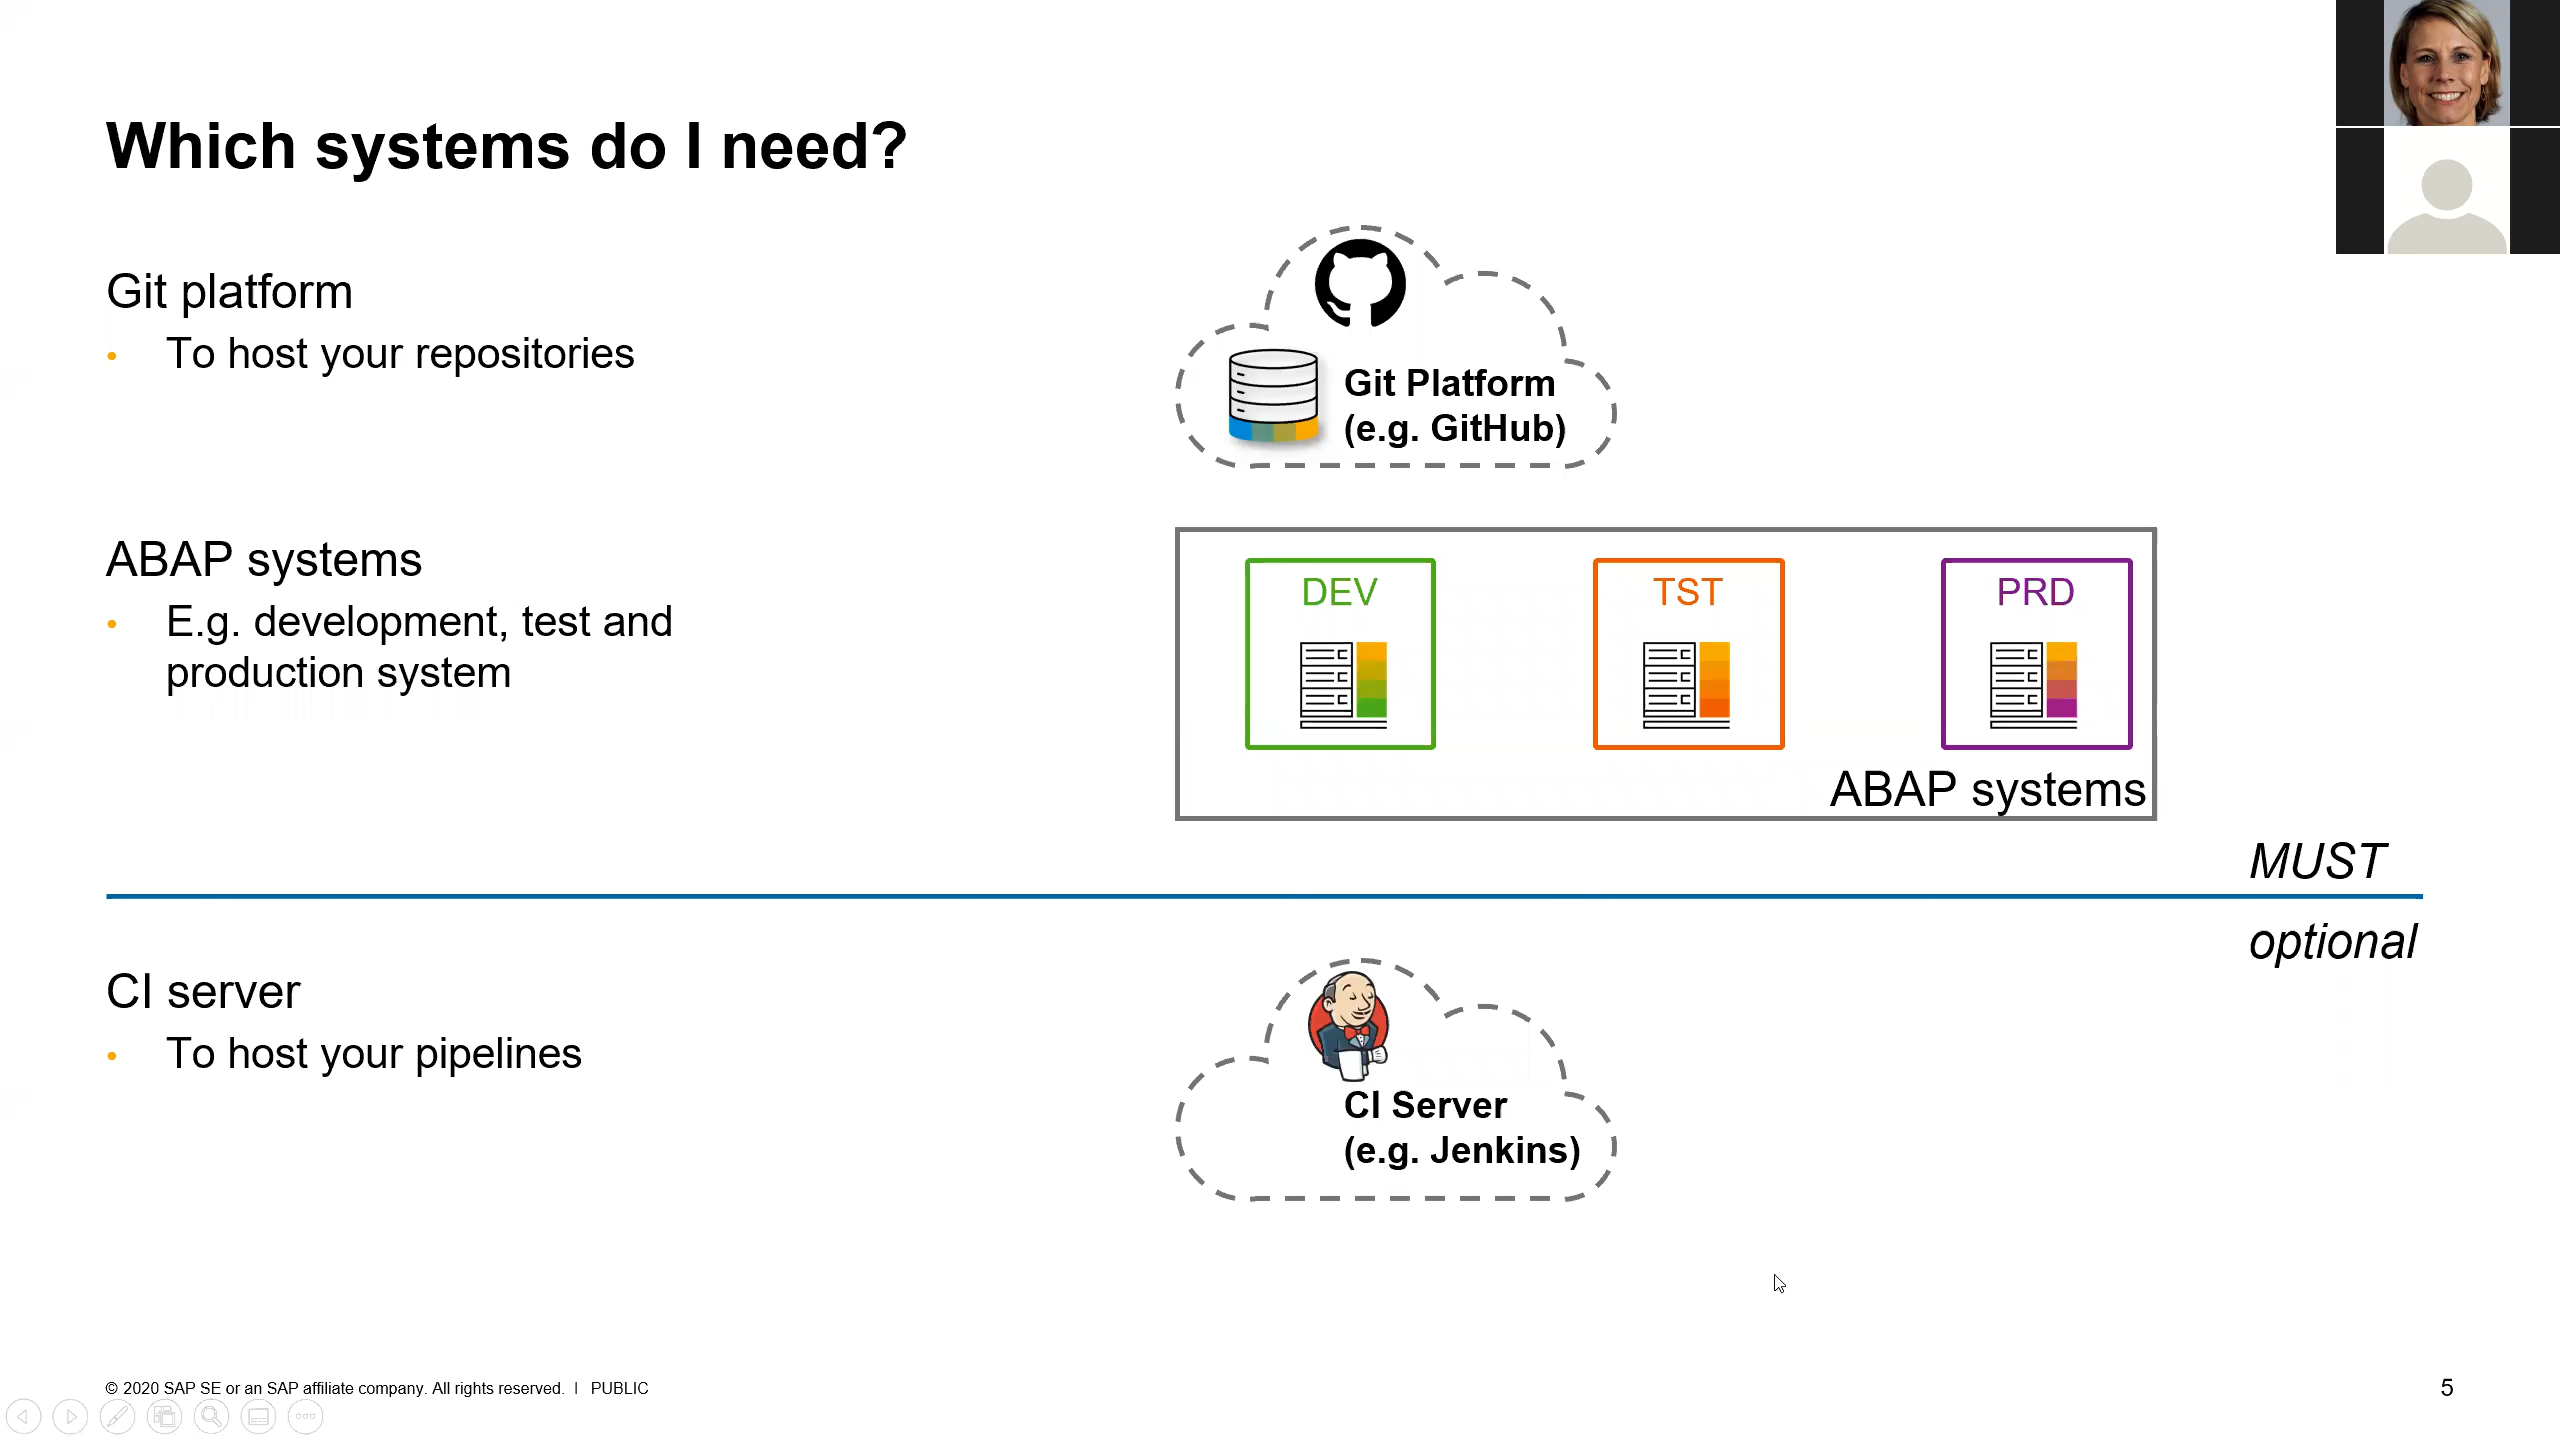 Which systems do I need?
Git platform
• To host your repositories
Git Platform
(e.g. GitHub)
ABAP systems
• E.g. development, test and
production system
DEV
TST
PRD
ABAP systems
MUST
optional
CI server
• To host your pipelines
CI Server
(e.g. Jenkins)
© 2020 SAP SE or an SAP affiliate company. All rights reserved. | PUBLIC
5